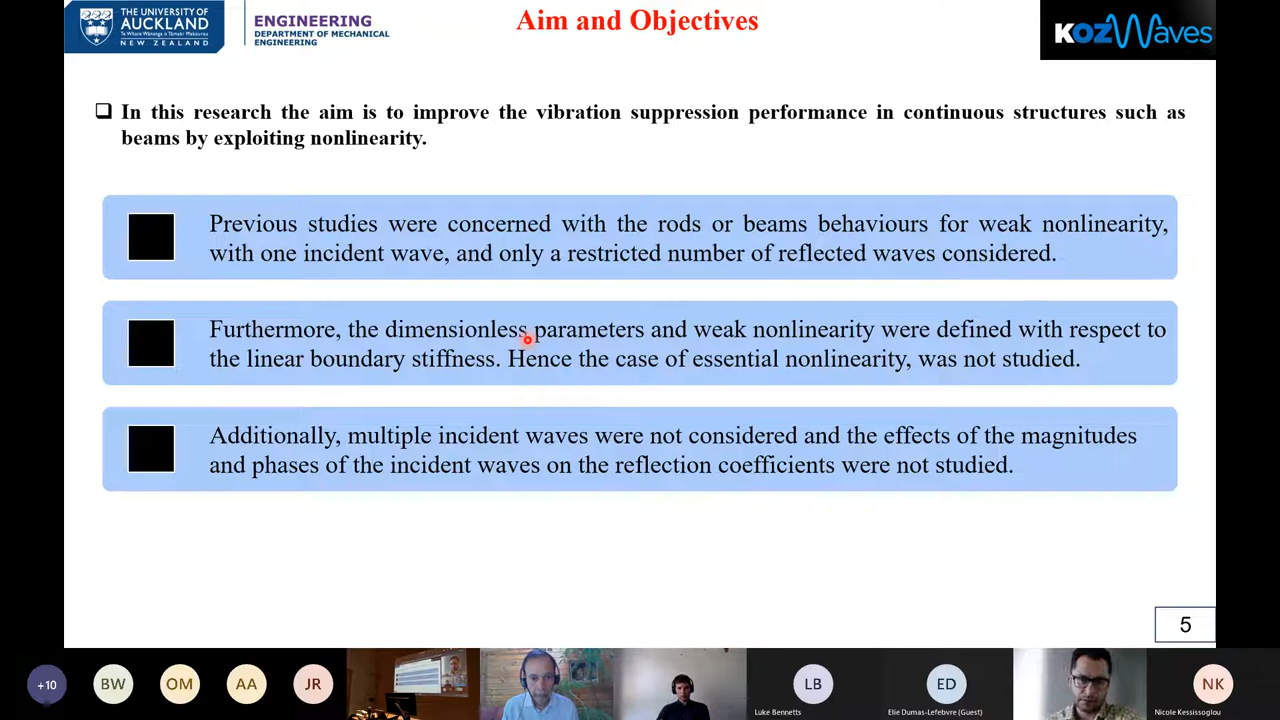 THE UNIVERSITY OF
AUCKLAND
Te Whare Wānanga o Tāmaki Makaurau
NEW ZEALAND
ENGINEERING
DEPARTMENT OF MECHANICAL
ENGINEERING
Aim and Objectives
KOZWaves
In this research the aim is to improve the vibration suppression performance in continuous structures such as
beams by exploiting nonlinearity.
Previous studies were concerned with the rods or beams behaviours for weak nonlinearity,
with one incident wave, and only a restricted number of reflected waves considered.
Furthermore, the dimensionless parameters and weak nonlinearity were defined with respect to
the linear boundary stiffness. Hence the case of essential nonlinearity, was not studied.
Additionally, multiple incident waves were not considered and the effects of the magnitudes
and phases of the incident waves on the reflection coefficients were not studied.
5
+10
BW
OM
AA
JR
LB
Luke Bennetts
ED
Elie Dumas-Lefebvre (Guest)
NK
Nicole Kessissoglou